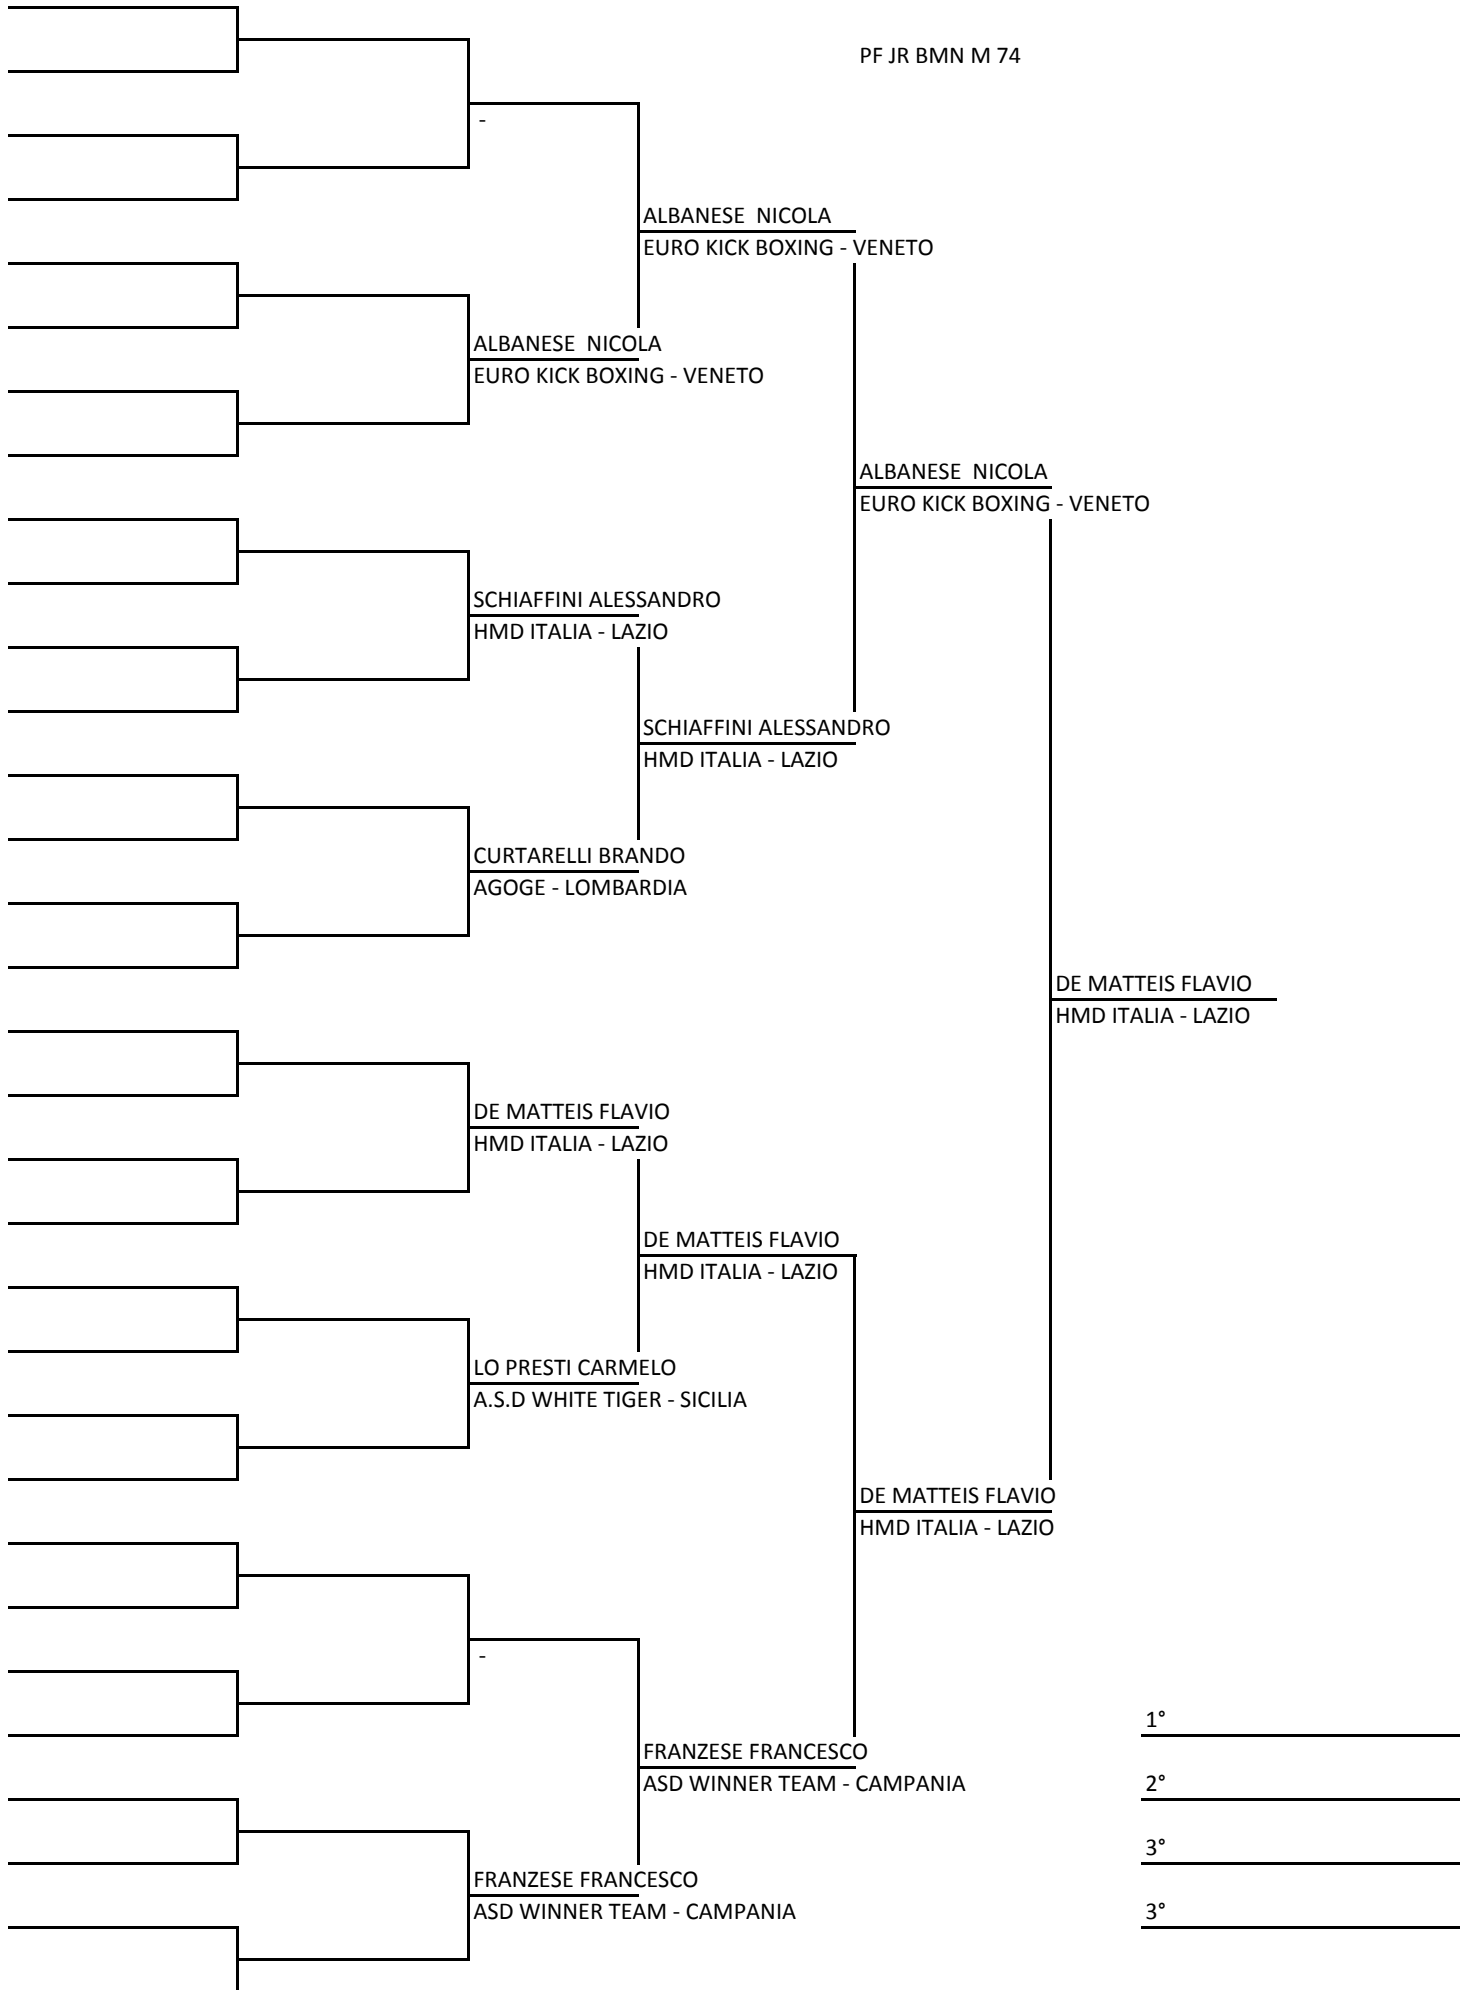 PF JR BMN M 74
-
ALBANESE  NICOLA
EURO KICK BOXING - VENETO
ALBANESE  NICOLA
EURO KICK BOXING - VENETO
ALBANESE  NICOLA
EURO KICK BOXING - VENETO
SCHIAFFINI ALESSANDRO
HMD ITALIA - LAZIO
SCHIAFFINI ALESSANDRO
HMD ITALIA - LAZIO
CURTARELLI BRANDO
AGOGE - LOMBARDIA
DE MATTEIS FLAVIO
HMD ITALIA - LAZIO
DE MATTEIS FLAVIO
HMD ITALIA - LAZIO
DE MATTEIS FLAVIO
HMD ITALIA - LAZIO
LO PRESTI CARMELO
A.S.D WHITE TIGER - SICILIA
DE MATTEIS FLAVIO
HMD ITALIA - LAZIO
-
FRANZESE FRANCESCO
ASD WINNER TEAM - CAMPANIA
FRANZESE FRANCESCO
ASD WINNER TEAM - CAMPANIA
1°
2°
3°
3°